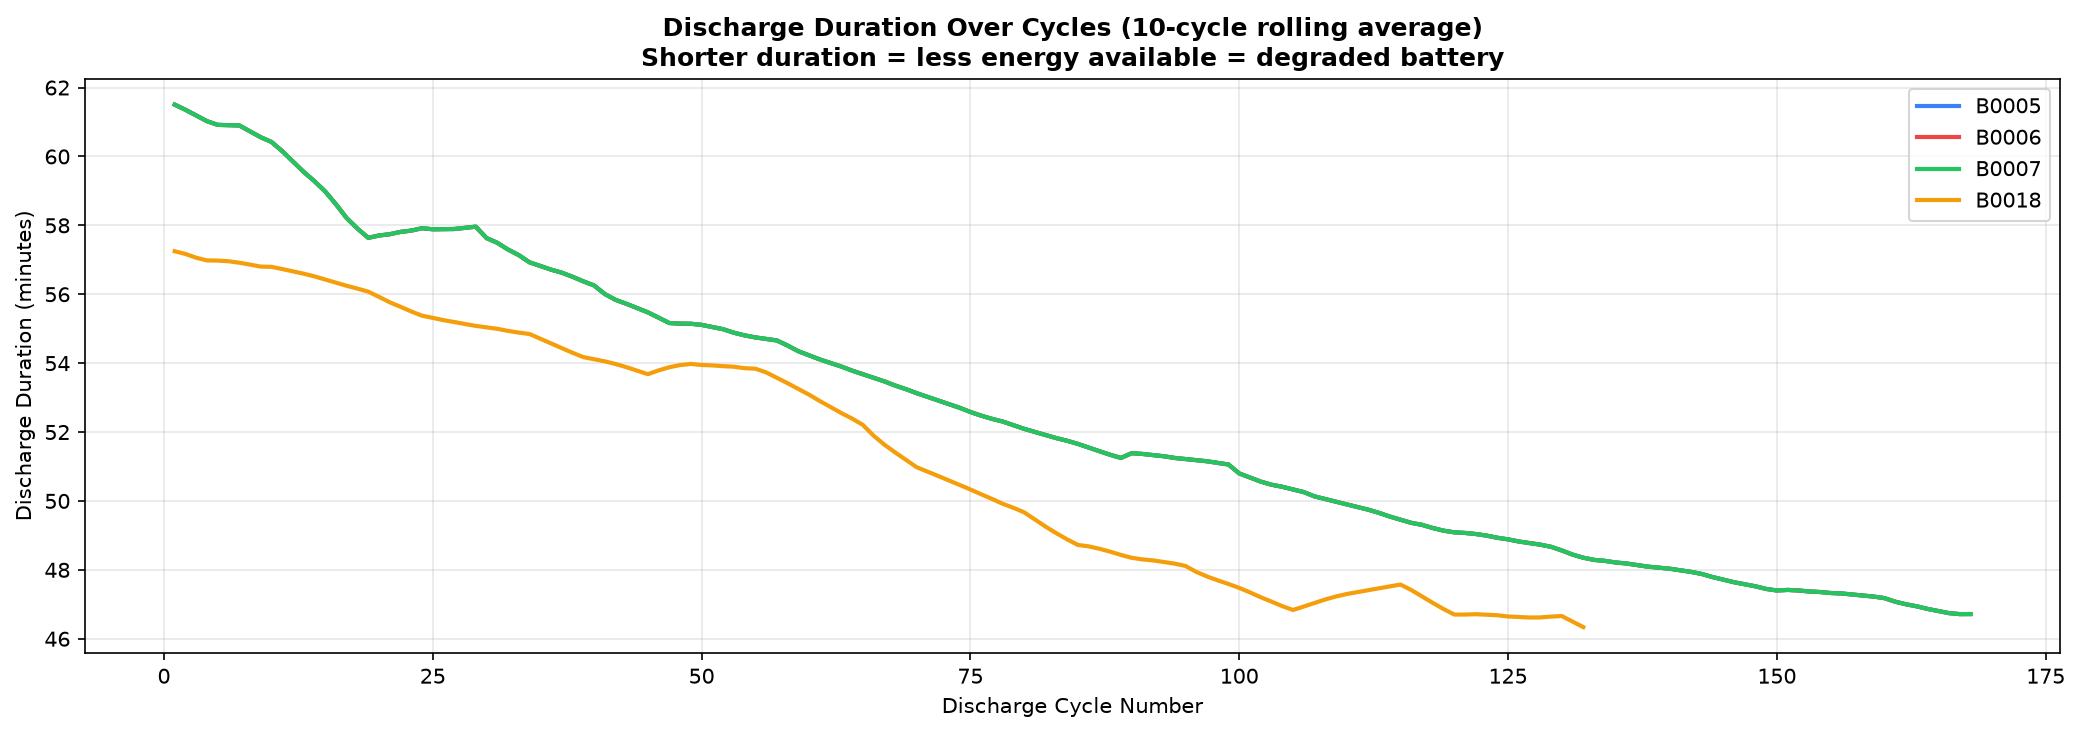 Discharge Duration Over Cycles (10-cycle rolling average)
Shorter duration = less energy available = degraded battery
Discharge Duration (minutes)
62
60
58
56
54
52
50
48
46
B0005
B0006
B0007
B0018
0
25
50
75
100
125
150
175
Discharge Cycle Number